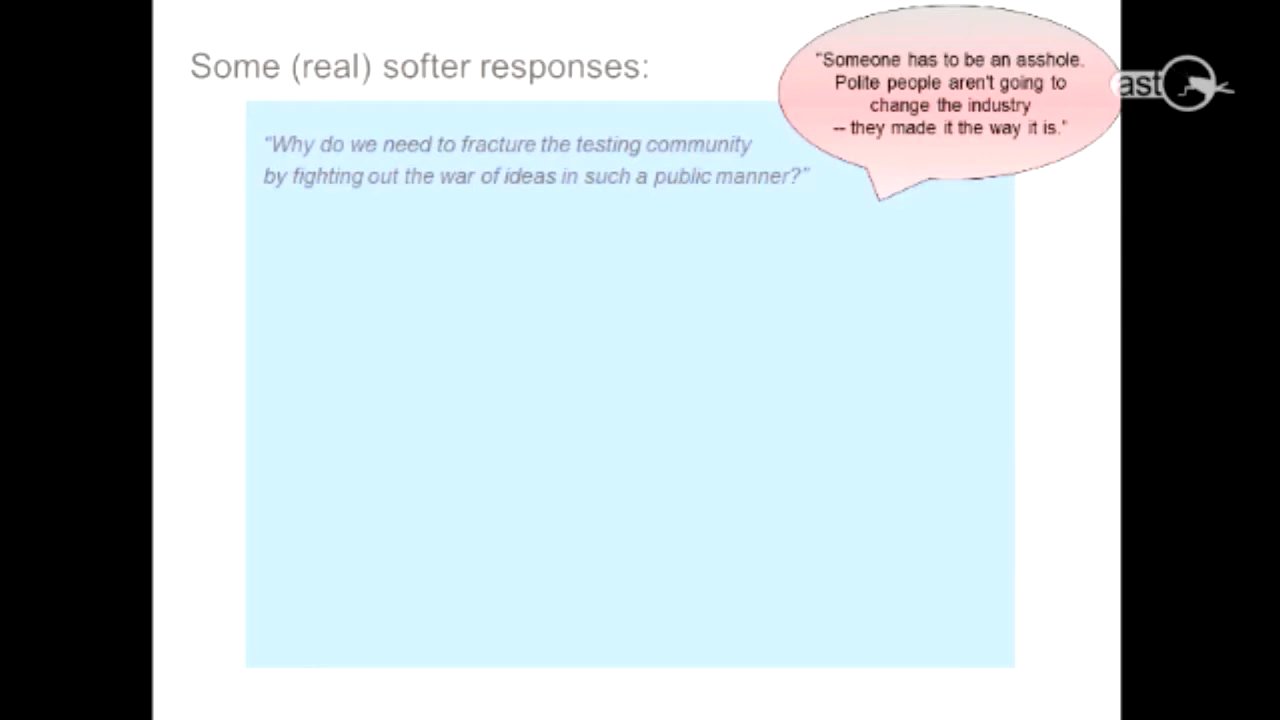 Some (real) softer responses:
"Someone has to be an asshole.
Polite people aren't going to
change the industry
-- they made it the way it is."
ast
"Why do we need to fracture the testing community
by fighting out the war of ideas in such a public manner?"